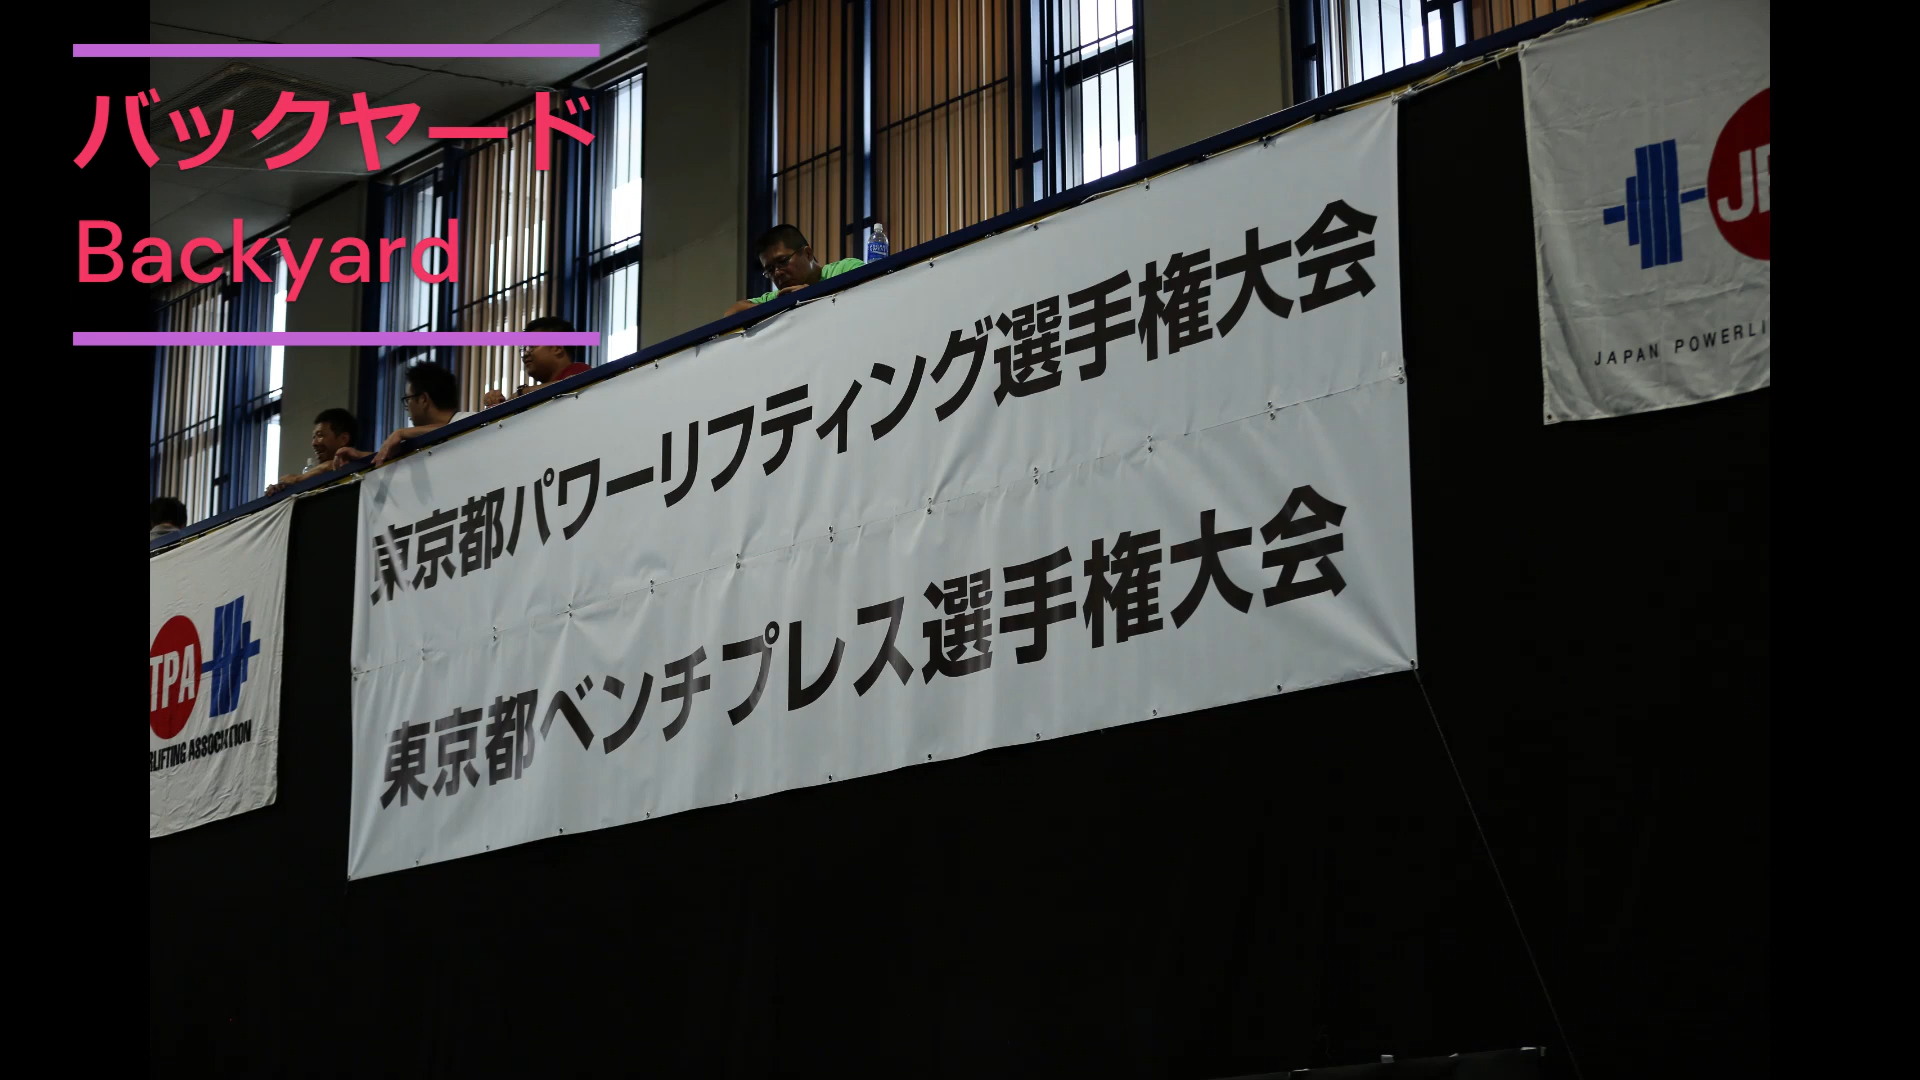 バックヤード
Backyard
東京都パワーリフティング選手権大会
東京都ベンチプレス選手権大会
JAPAN
TPA
ASSOCIATION